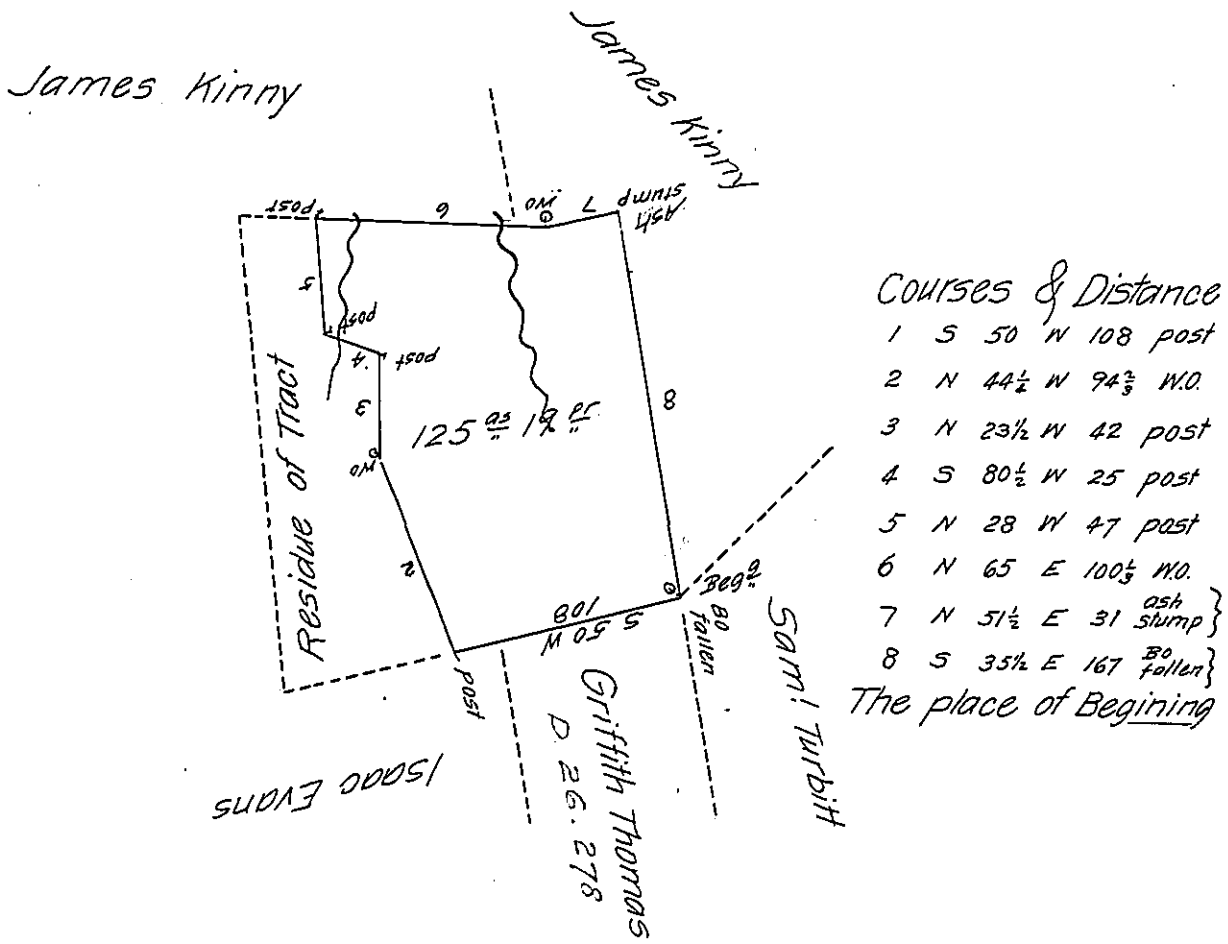 James Kinny
James Kinny
post
6
WO
7
Ash
stump
5
post
4
post
3
WO
Residue of Tract
125 as 19 pr
8
2
Beg g
BO
fallen
S 50 W
108
post
Isaac Evans
Griffith Thomas
D. 26. 278
Saml Turbitt
Courses & Distance
1 S 50 W 108 post
2 N 44¼ W 94⅔ W.O.
3 N 23½ W 42 post
4 S 80½ W 25 post
5 N 28 W 47 post
6 N 65 E 100⅓ W.O.
7 N 51½ E 31 ash stump}
8 S 35½ E 167 BO fallen}
The place of Begining